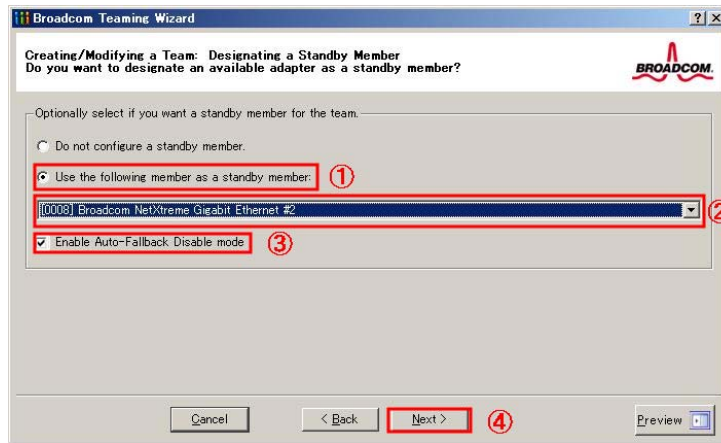 Broadcom Teaming Wizard
Creating/Modifying a Team: Designating a Standby Member
Do you want to designate an available adapter as a standby member?
BROADCOM.
Optionally select if you want a standby member for the team.
Do not configure a standby member.
Use the following member as a standby member:
①
[[0008] Broadcom NetXtreme Gigabit Ethernet #2
②
Enable Auto-Fallback Disable mode
③
Cancel
< Back
Next >
④
Preview